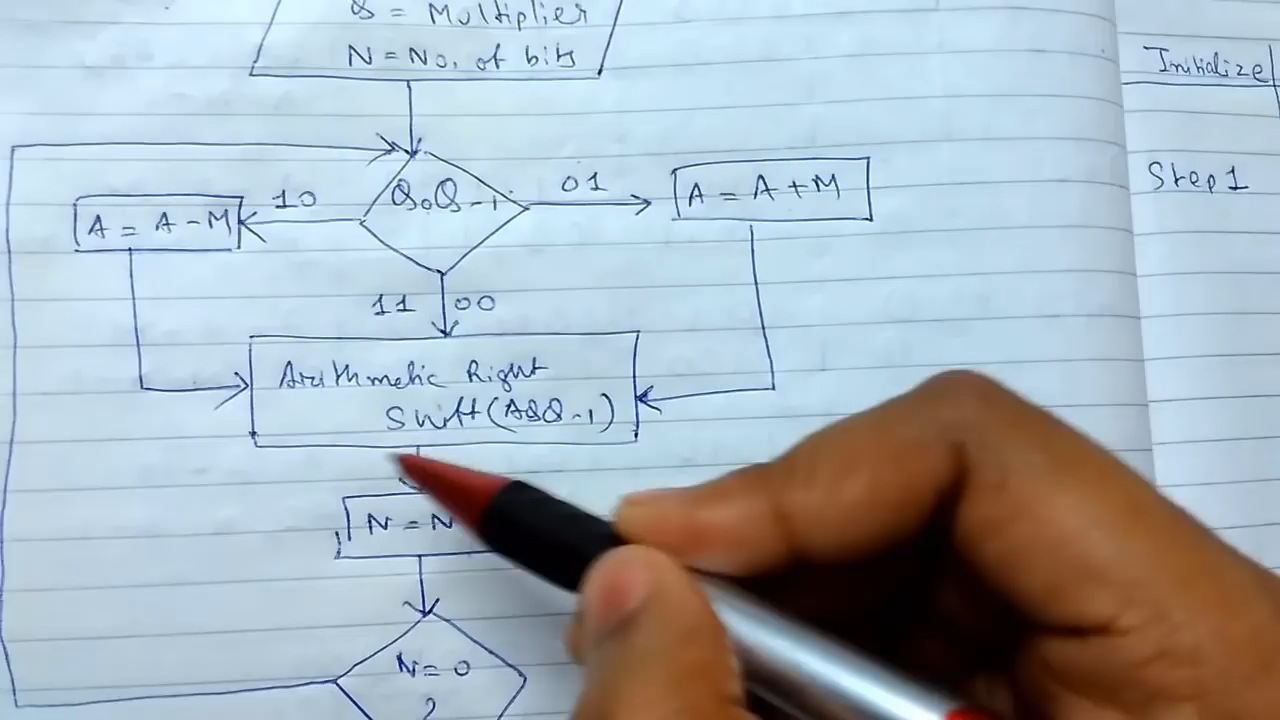 Q = Multiplier
N = No. of bits
Initialize
Step 1
Q₀Q-1
10
01
A = A - M
A = A + M
11 00
Arithmetic Right
Shift (AQQ-1)
N = N
N = 0
?